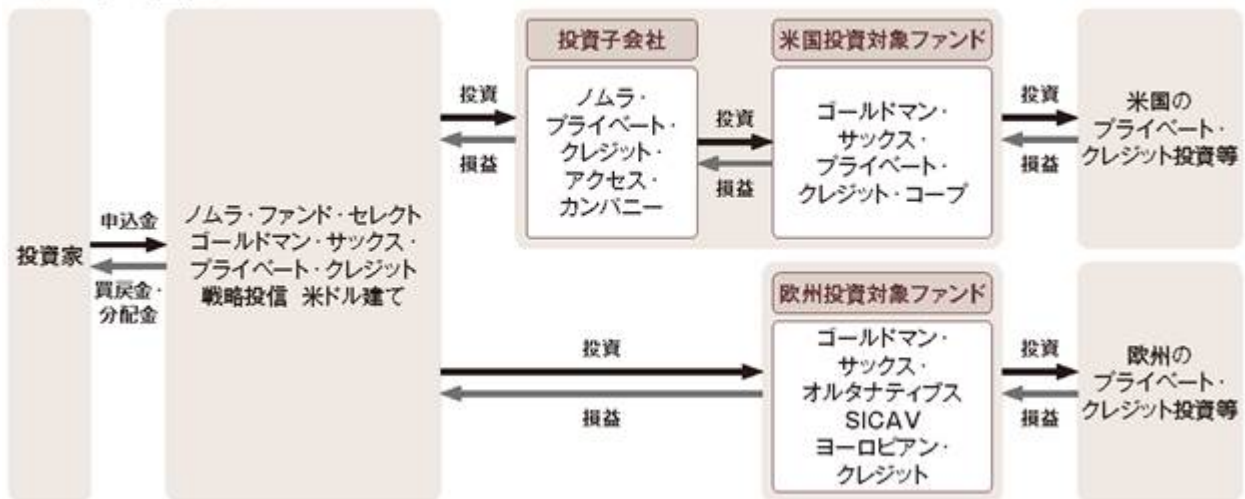 投資家
申込金
買戻金・
分配金
ノムラ・ファンド・セレクト
ゴールドマン・サックス・
プライベート・クレジット
戦略投信 米ドル建て
投資
損益
投資子会社
ノムラ・
プライベート・
クレジット・
アクセス・
カンパニー
投資
損益
米国投資対象ファンド
ゴールドマン・
サックス・
プライベート・
クレジット・コープ
投資
損益
米国の
プライベート・
クレジット投資等
投資
損益
欧州投資対象ファンド
ゴールドマン・
サックス・
オルタナティブス
SICAV
ヨーロピアン・
クレジット
投資
損益
欧州の
プライベート・
クレジット投資等